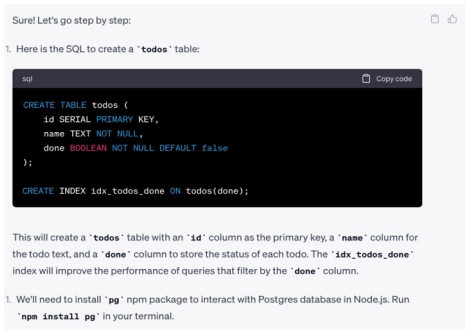 Sure! Let's go step by step:
1. Here is the SQL to create a `todos` table:
sql
Copy code
CREATE TABLE todos (
    id SERIAL PRIMARY KEY,
    name TEXT NOT NULL,
    done BOOLEAN NOT NULL DEFAULT false
);
CREATE INDEX idx_todos_done ON todos(done);
This will create a `todos` table with an `id` column as the primary key, a `name` column for
the todo text, and a `done` column to store the status of each todo. The `idx_todos_done`
index will improve the performance of queries that filter by the `done` column.
1. We'll need to install `pg` npm package to interact with Postgres database in Node.js. Run
`npm install pg` in your terminal.